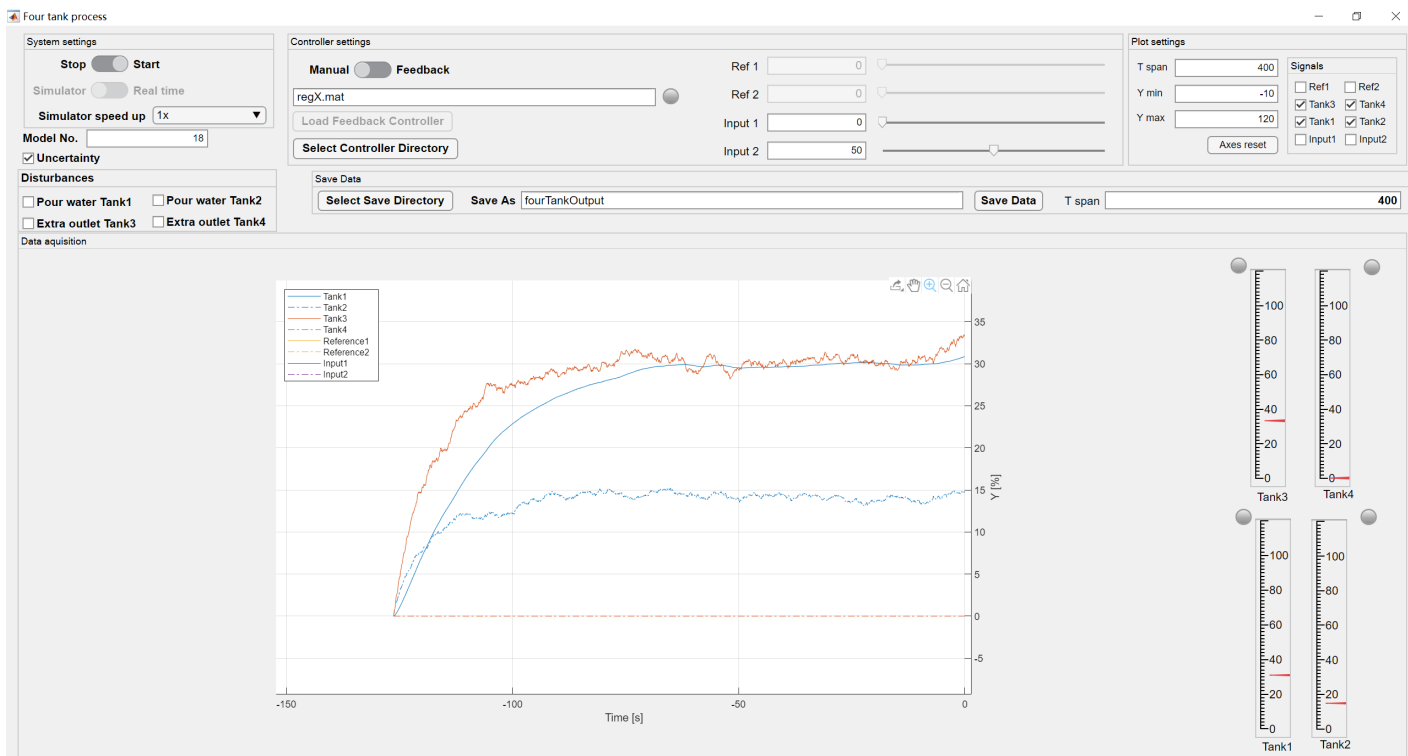 Four tank process
System settings
Stop Start
Simulator Real time
Simulator speed up 1x
Model No. 18
Uncertainty
Controller settings
Manual Feedback
regX.mat
Load Feedback Controller
Select Controller Directory
Ref 1 0
Ref 2 0
Input 1 0
Input 2 50
Plot settings
T span 400
Y min -10
Y max 120
Axes reset
Signals
Ref1 Ref2
Tank3 Tank4
Tank1 Tank2
Input1 Input2
Disturbances
Pour water Tank1 Pour water Tank2
Extra outlet Tank3 Extra outlet Tank4
Save Data
Select Save Directory Save As fourTankOutput Save Data T span 400
Data aquisition
Tank1
Tank2
Tank3
Tank4
Reference1
Reference2
Input1
Input2
35
30
25
20
15
10
5
0
-5
Y [%]
-150 -100 -50 0
Time [s]
100
80
60
40
20
0
Tank3
100
80
60
40
20
0
Tank4
100
80
60
40
20
0
Tank1
100
80
60
40
20
0
Tank2